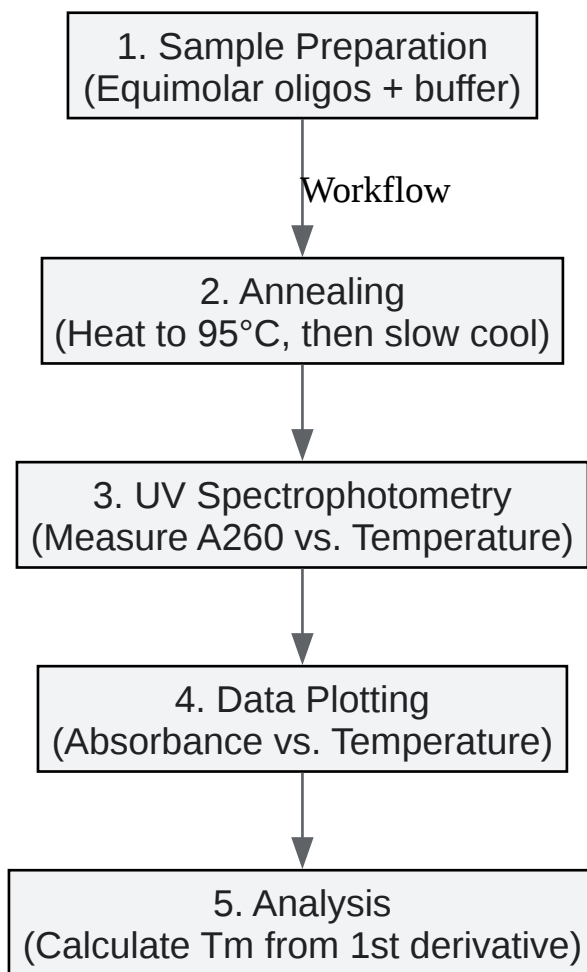 1. Sample Preparation
(Equimolar oligos + buffer)
Workflow
2. Annealing
(Heat to 95°C, then slow cool)
3. UV Spectrophotometry
(Measure A260 vs. Temperature)
4. Data Plotting
(Absorbance vs. Temperature)
5. Analysis
(Calculate Tm from 1st derivative)